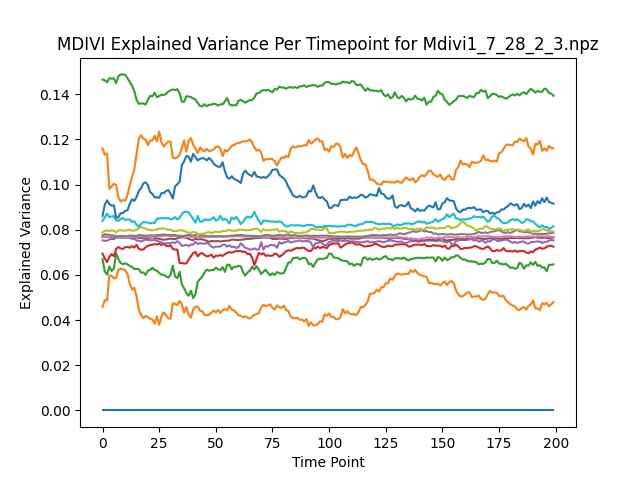 MDIVI Explained Variance Per Timepoint for Mdivi1_7_28_2_3.npz
Explained Variance
0.14
0.12
0.10
0.08
0.06
0.04
0.02
0.00
0 25 50 75 100 125 150 175 200
Time Point